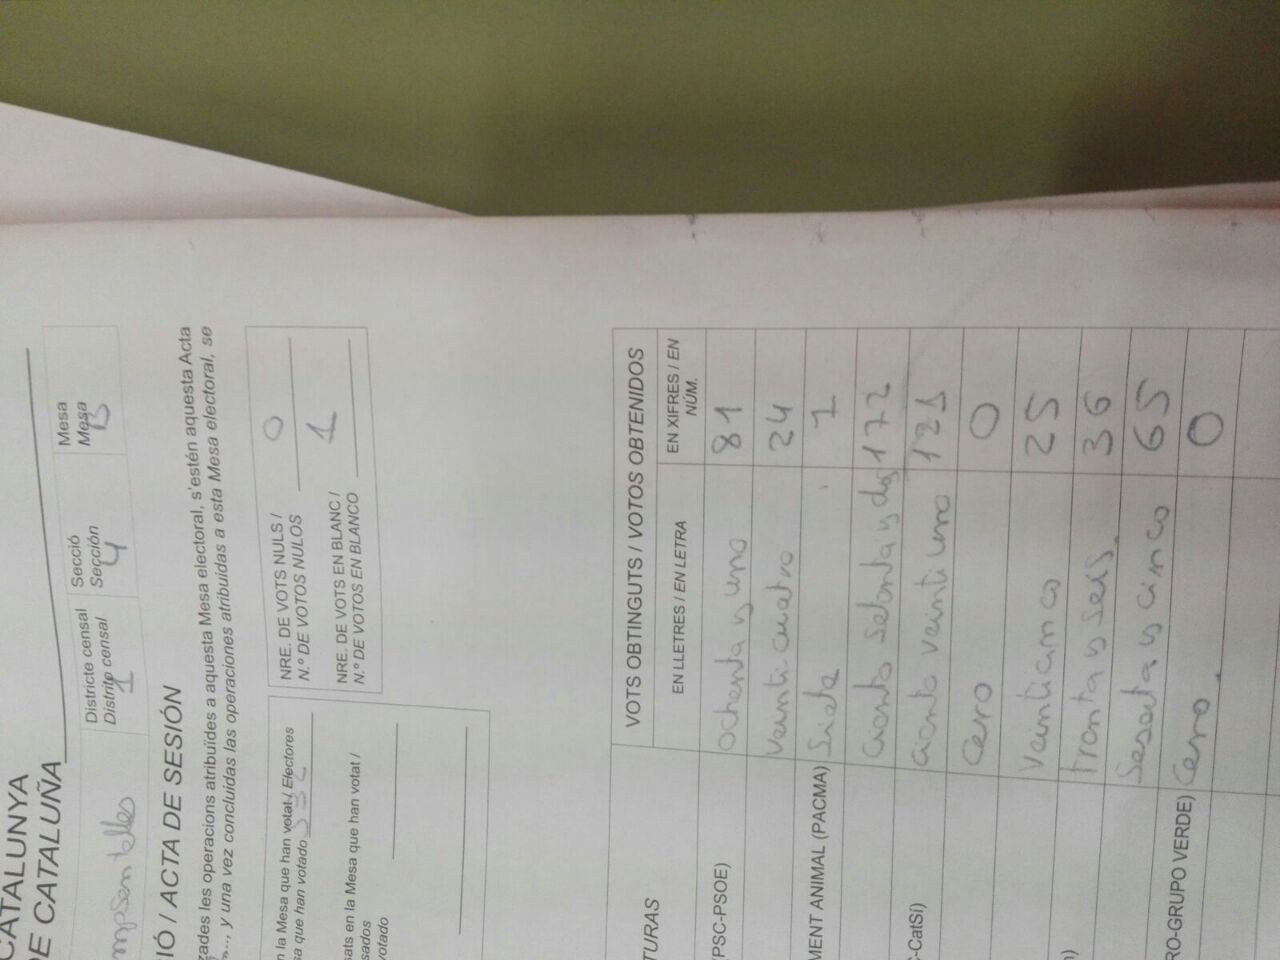 CATALUNYA
DE CATALUÑA
Districte censal
Distrito censal
1
Secció
Sección
4
Mesa
Mesa
B
IÓ / ACTA DE SESIÓN
zades les operacions atribuïdes a aquesta Mesa electoral, s'estén aquesta Acta
..., y una vez concluidas las operaciones atribuidas a esta Mesa electoral, se
n la Mesa que han votat / Electores
sa que han votado 532
sats en la Mesa que han votat /
sados
votado
NRE. DE VOTS NULS /
N.º DE VOTOS NULOS 0
NRE. DE VOTS EN BLANC /
N.º DE VOTOS EN BLANCO 1
TURAS
VOTS OBTINGUTS / VOTOS OBTENIDOS
EN LLETRES / EN LETRA
EN XIFRES / EN NÚM.
(PSC-PSOE) ochenta y uno 81
veinticuatro 24
MENT ANIMAL (PACMA) Siete 7
Ciento setenta y dos 172
-CatSí) ciento veintiuno 121
Cero 0
Veinticinco 25
treinta y seis. 36
Sesenta y cinco 65
RO-GRUPO VERDE) Cero. 0